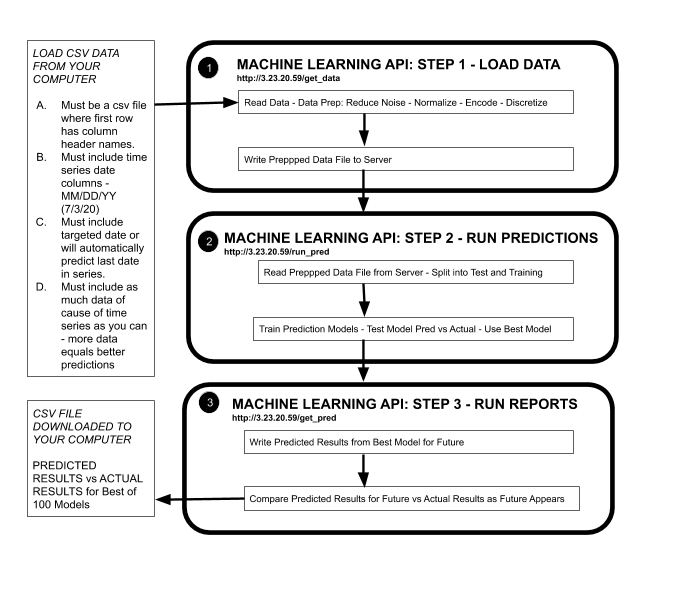 LOAD CSV DATA
FROM YOUR
COMPUTER
A. Must be a csv file
where first row
has column
header names.
B. Must include time
series date
columns -
MM/DD/YY
(7/3/20)
C. Must include
targeted date or
will automatically
predict last date
in series.
D. Must include as
much data of
cause of time
series as you can
- more data
equals better
predictions
1 MACHINE LEARNING API: STEP 1 - LOAD DATA
http://3.23.20.59/get_data
Read Data - Data Prep: Reduce Noise - Normalize - Encode - Discretize
Write Preppped Data File to Server
2 MACHINE LEARNING API: STEP 2 - RUN PREDICTIONS
http://3.23.20.59/run_pred
Read Preppped Data File from Server - Split into Test and Training
Train Prediction Models - Test Model Pred vs Actual - Use Best Model
3 MACHINE LEARNING API: STEP 3 - RUN REPORTS
http://3.23.20.59/get_pred
Write Predicted Results from Best Model for Future
Compare Predicted Results for Future vs Actual Results as Future Appears
CSV FILE
DOWNLOADED TO
YOUR COMPUTER
PREDICTED
RESULTS vs ACTUAL
RESULTS for Best of
100 Models